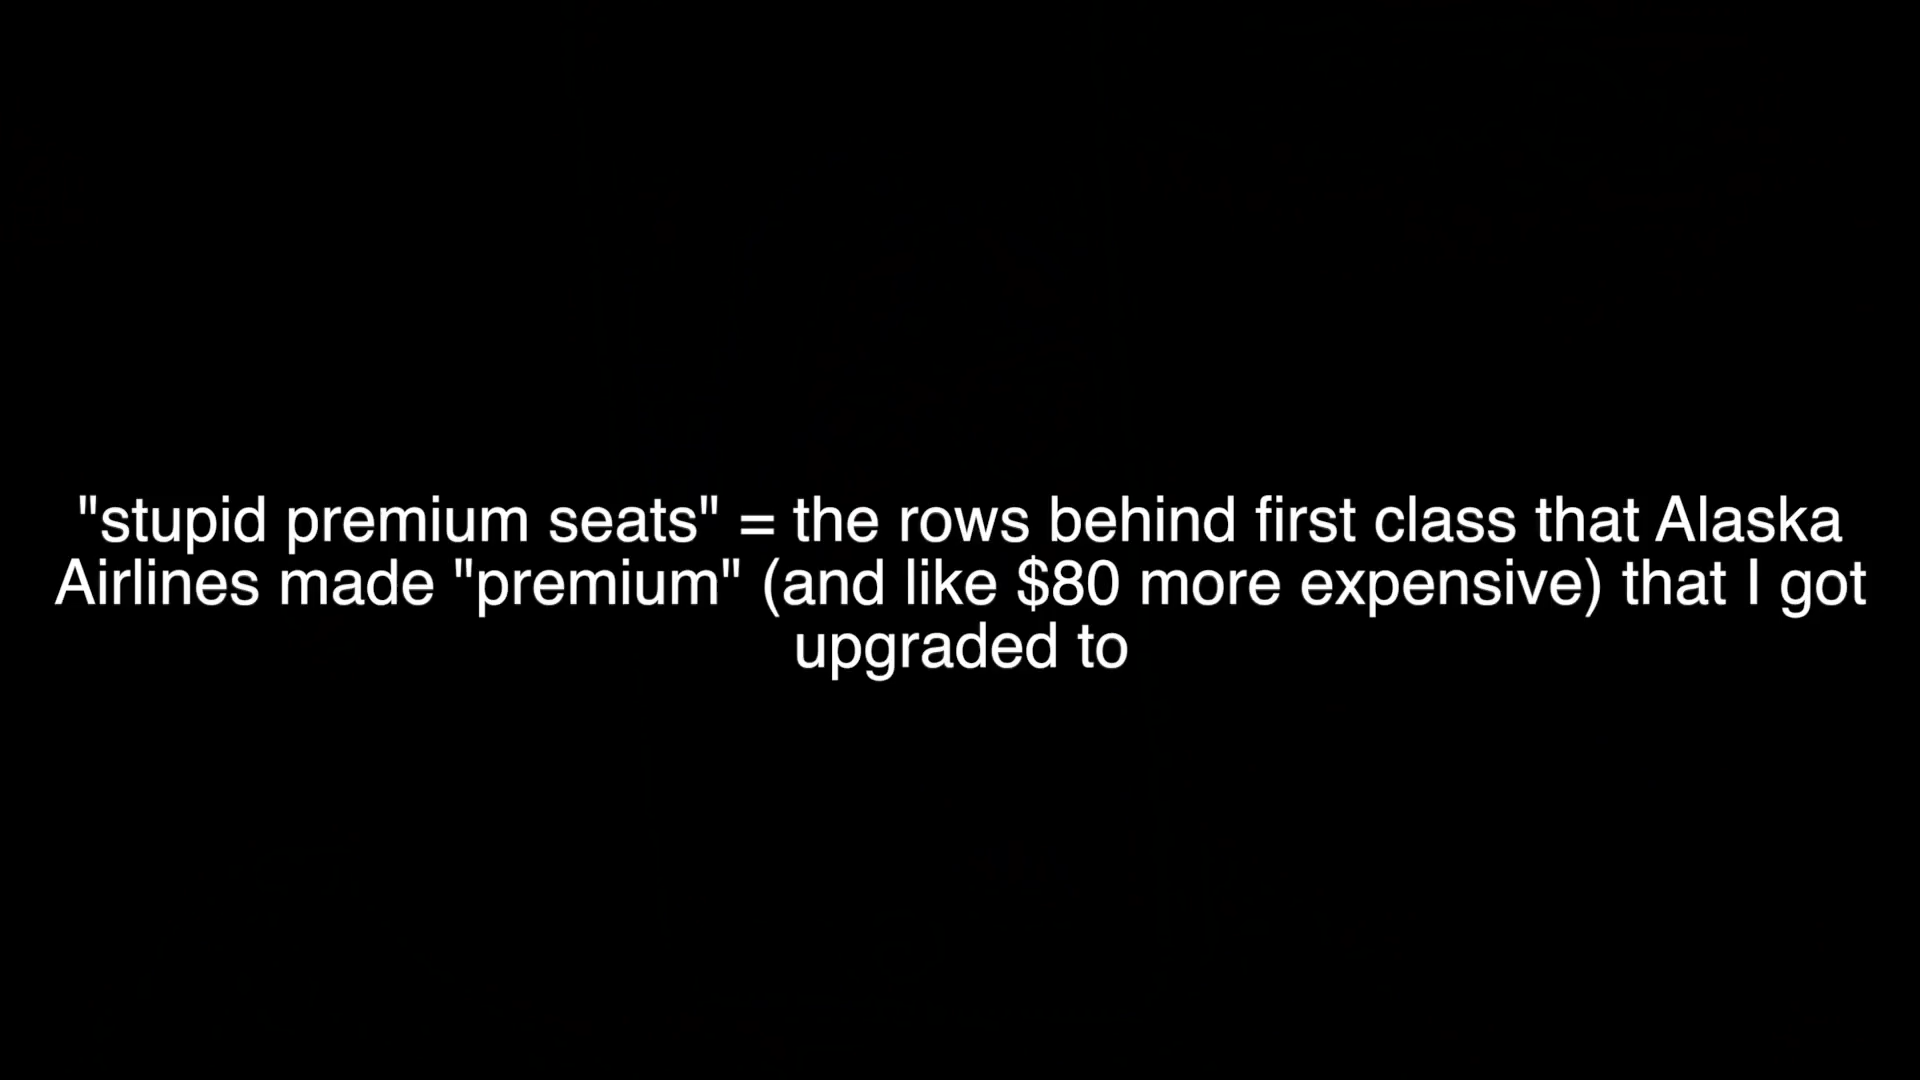 "stupid premium seats" = the rows behind first class that Alaska
Airlines made "premium" (and like $80 more expensive) that I got
upgraded to